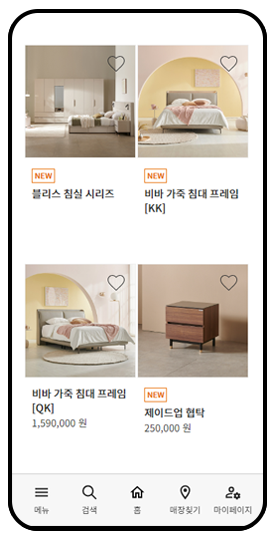 NEW
블리스 침실 시리즈
NEW
비바 가죽 침대 프레임
[KK]
비바 가죽 침대 프레임
[QK]
1,590,000 원
NEW
제이드업 협탁
250,000 원
메뉴
검색
홈
매장찾기
마이페이지